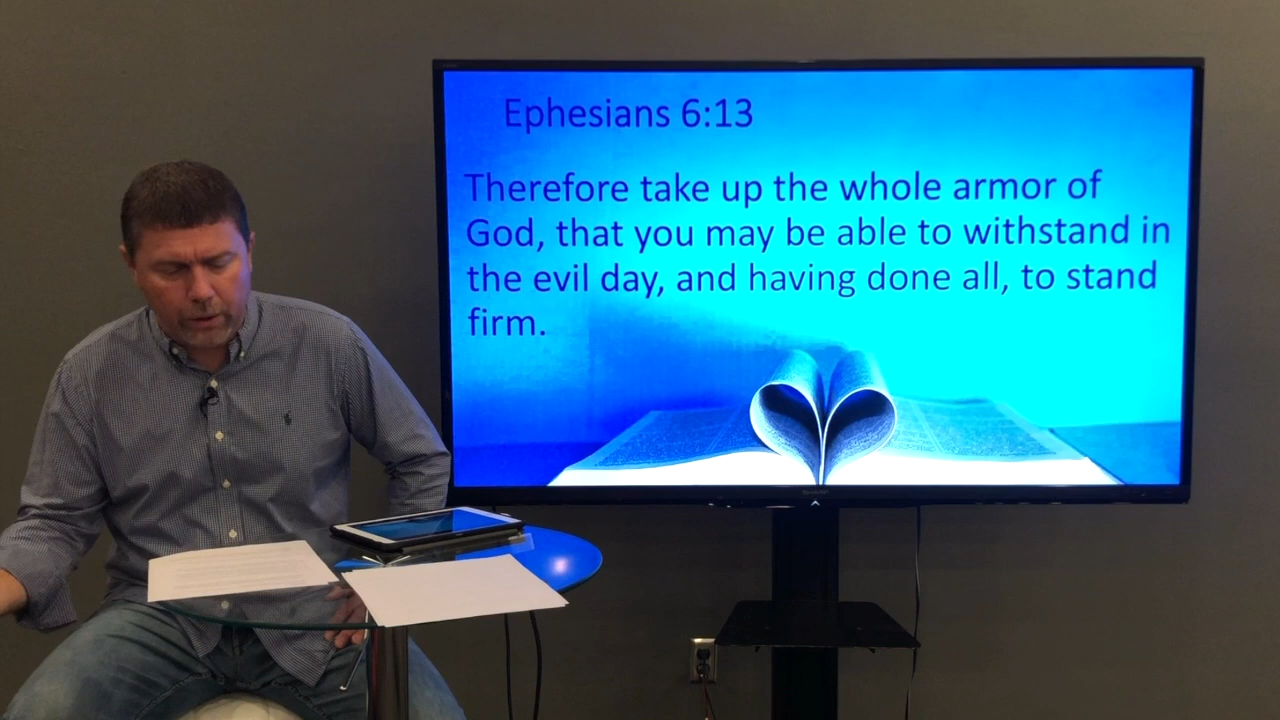 Ephesians 6:13
Therefore take up the whole armor of
God, that you may be able to withstand in
the evil day, and having done all, to stand
firm.